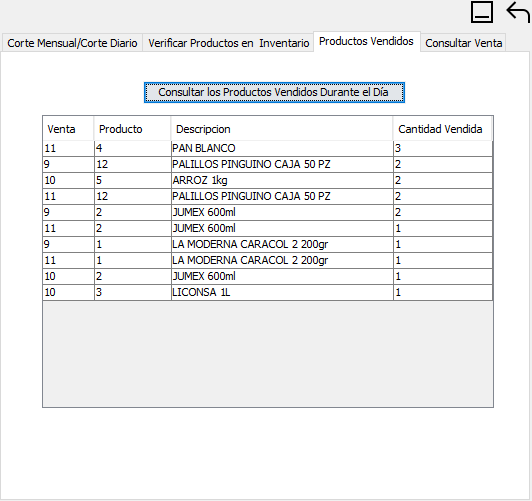 Corte Mensual/Corte Diario Verificar Productos en Inventario Productos Vendidos Consultar Venta
Consultar los Productos Vendidos Durante el Día
Venta Producto Descripcion Cantidad Vendida
11 4 PAN BLANCO 3
9 12 PALILLOS PINGUINO CAJA 50 PZ 2
10 5 ARROZ 1kg 2
11 12 PALILLOS PINGUINO CAJA 50 PZ 2
9 2 JUMEX 600ml 2
11 2 JUMEX 600ml 1
9 1 LA MODERNA CARACOL 2 200gr 1
11 1 LA MODERNA CARACOL 2 200gr 1
10 2 JUMEX 600ml 1
10 3 LICONSA 1L 1